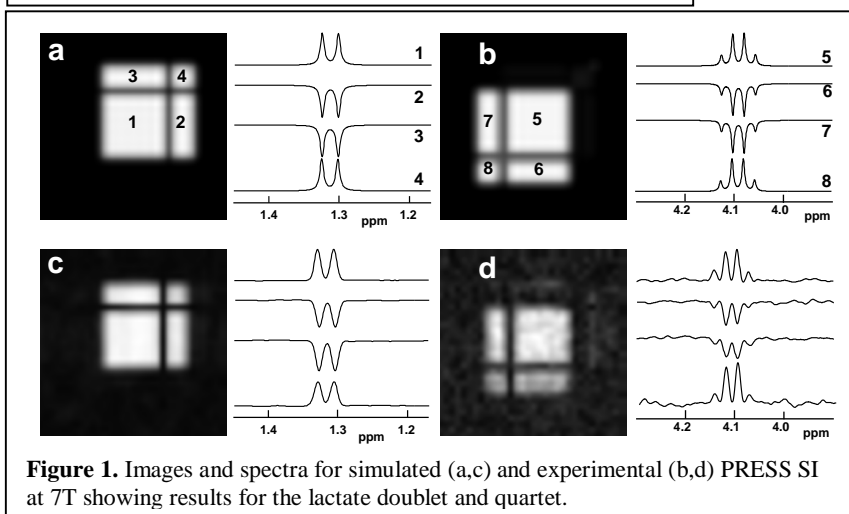 a
3
4
1
2
1
2
3
4
1.4
1.3
ppm
1.2
b
7
5
8
6
5
6
7
8
4.2
4.1
ppm
4.0
c
1.4
1.3
ppm
1.2
d
4.2
4.1
ppm
4.0
Figure 1. Images and spectra for simulated (a,c) and experimental (b,d) PRESS SI
at 7T showing results for the lactate doublet and quartet.